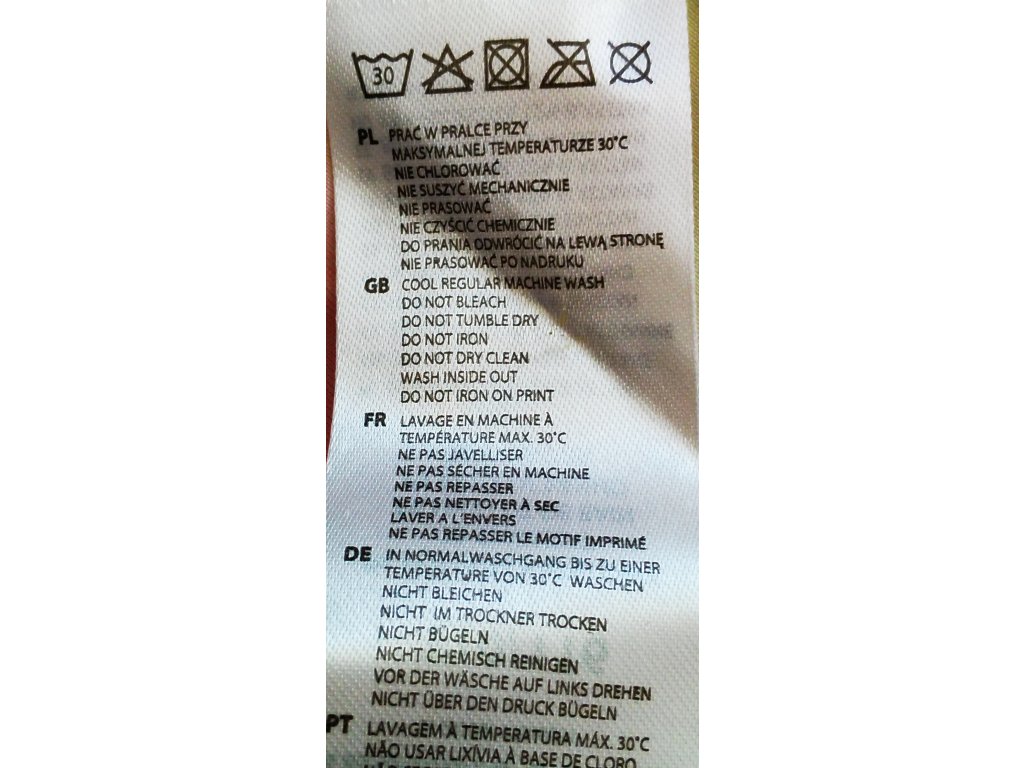 30
PL PRAĆ W PRALCE PRZY
MAKSYMALNEJ TEMPERATURZE 30°C
NIE CHLOROWAĆ
NIE SUSZYĆ MECHANICZNIE
NIE PRASOWAĆ
NIE CZYŚCIĆ CHEMICZNIE
DO PRANIA ODWRÓCIĆ NA LEWĄ STRONĘ
NIE PRASOWAĆ PO NADRUKU
GB COOL REGULAR MACHINE WASH
DO NOT BLEACH
DO NOT TUMBLE DRY
DO NOT IRON
DO NOT DRY CLEAN
WASH INSIDE OUT
DO NOT IRON ON PRINT
FR LAVAGE EN MACHINE À
TEMPÉRATURE MAX. 30°C
NE PAS JAVELLISER
NE PAS SÉCHER EN MACHINE
NE PAS REPASSER
NE PAS NETTOYER À SEC
LAVER A L'ENVERS
NE PAS REPASSER LE MOTIF IMPRIMÉ
DE IN NORMALWASCHGANG BIS ZU EINER
TEMPERATURE VON 30°C WASCHEN
NICHT BLEICHEN
NICHT IM TROCKNER TROCKEN
NICHT BÜGELN
NICHT CHEMISCH REINIGEN
VOR DER WÄSCHE AUF LINKS DREHEN
NICHT ÜBER DEN DRUCK BÜGELN
PT LAVAGEM À TEMPERATURA MÁX. 30°C
NÃO USAR LIXÍVIA À BASE DE CLORO